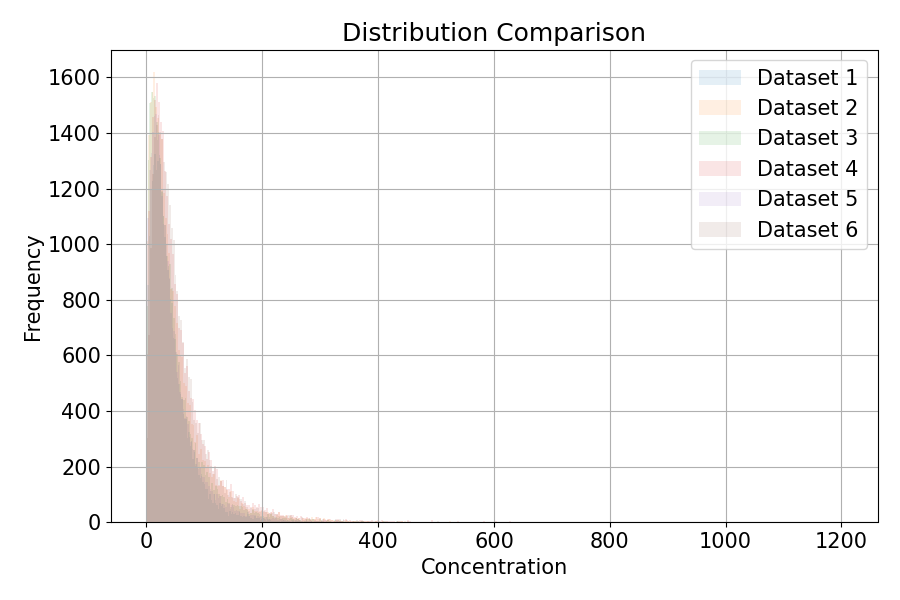 Distribution Comparison
Dataset 1
Dataset 2
Dataset 3
Dataset 4
Dataset 5
Dataset 6
1600
1400
1200
1000
800
600
400
200
0
Frequency
0 200 400 600 800 1000 1200
Concentration